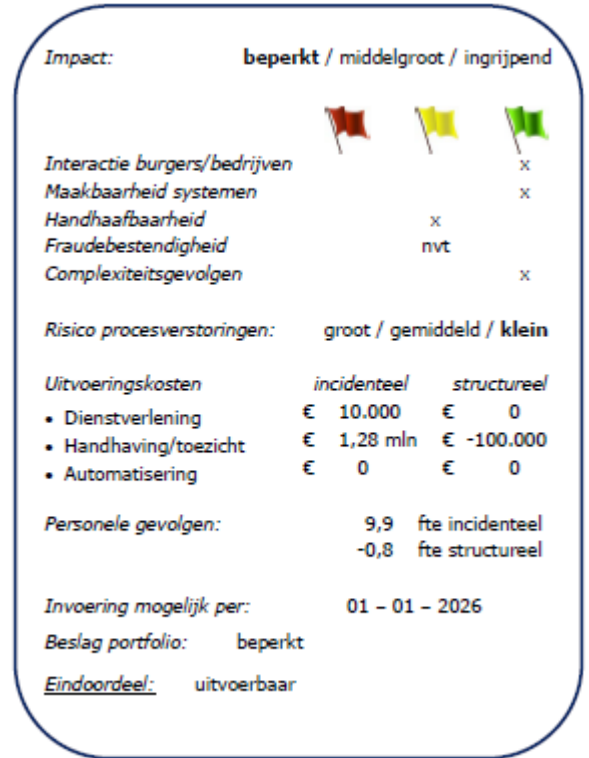 Impact: beperkt / middelgroot / ingrijpend
Interactie burgers/bedrijven x
Maakbaarheid systemen x
Handhaafbaarheid x
Fraudebestendigheid nvt
Complexiteitsgevolgen x
Risico procesverstoringen: groot / gemiddeld / klein
Uitvoeringskosten incidenteel structureel
• Dienstverlening € 10.000 € 0
• Handhaving/toezicht € 1,28 mln € -100.000
• Automatisering € 0 € 0
Personele gevolgen: 9,9 fte incidenteel
-0,8 fte structureel
Invoering mogelijk per: 01 – 01 – 2026
Beslag portfolio: beperkt
Eindoordeel: uitvoerbaar